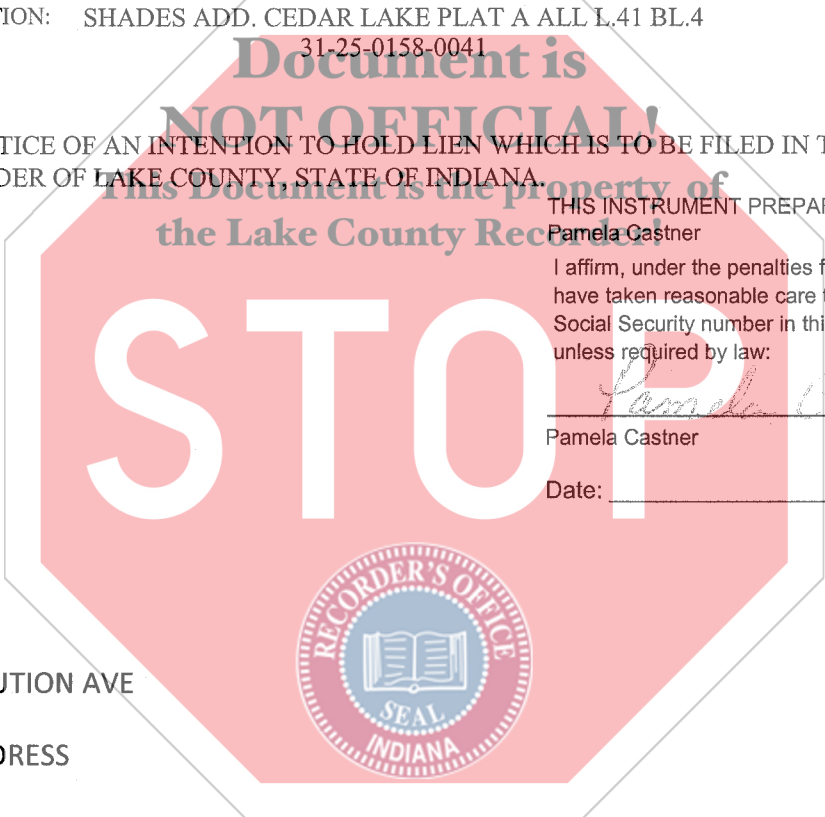 TION: SHADES ADD. CEDAR LAKE PLAT A ALL L.41 BL.4
31-25-0158-0041
Document is
NOT OFFICIAL!
TICE OF AN INTENTION TO HOLD LIEN WHICH IS TO BE FILED IN T
DER OF LAKE COUNTY, STATE OF INDIANA.
This Document is the property of
the Lake County Recorder!
THIS INSTRUMENT PREPAR
Pamela Castner
I affirm, under the penalties f
have taken reasonable care t
Social Security number in thi
unless required by law:
Pamela
Pamela Castner
Date:
STOP
RECORDER'S OFFICE
SEAL
INDIANA
UTION AVE
DRESS